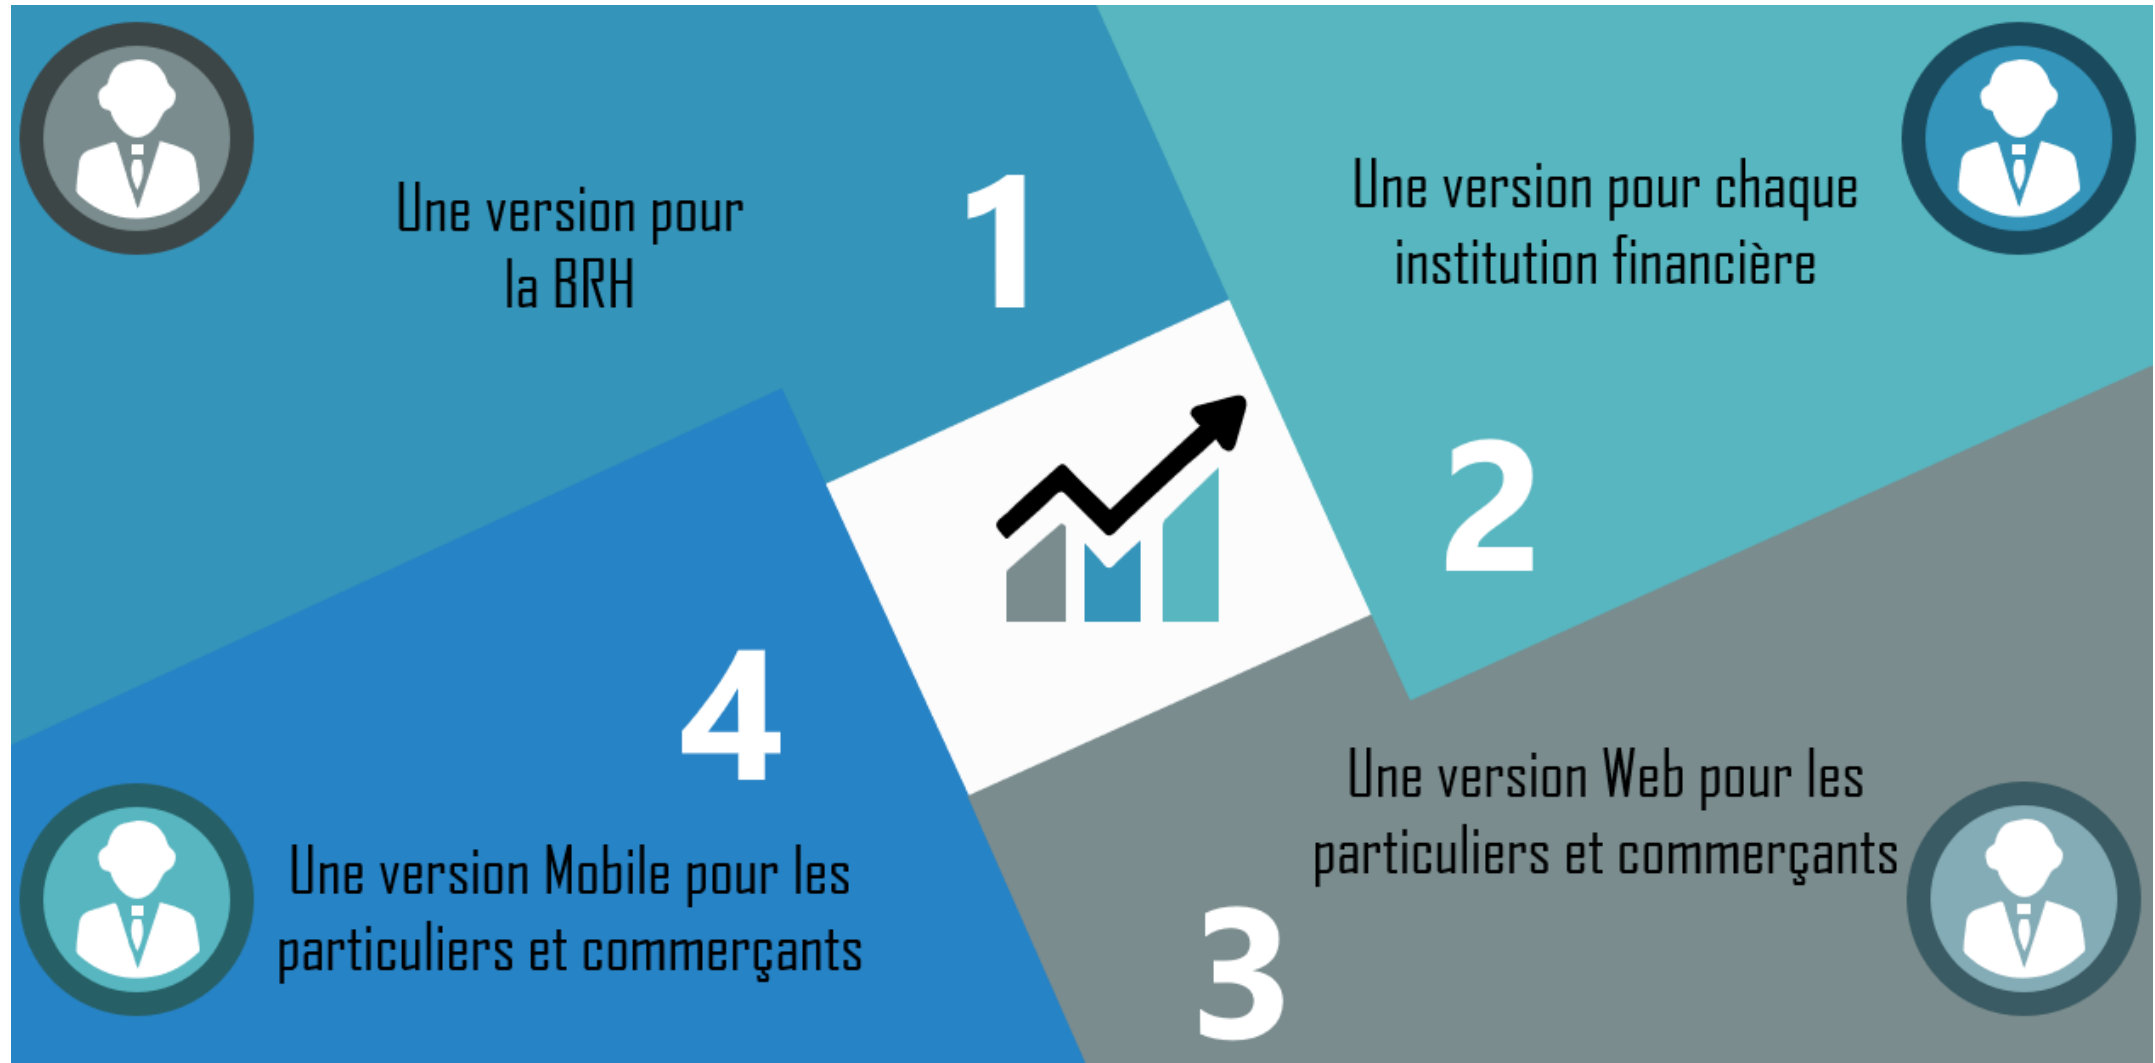 Une version pour
la BRH
1
Une version pour chaque
institution financière
2
Une version Web pour les
particuliers et commerçants
3
4
Une version Mobile pour les
particuliers et commerçants